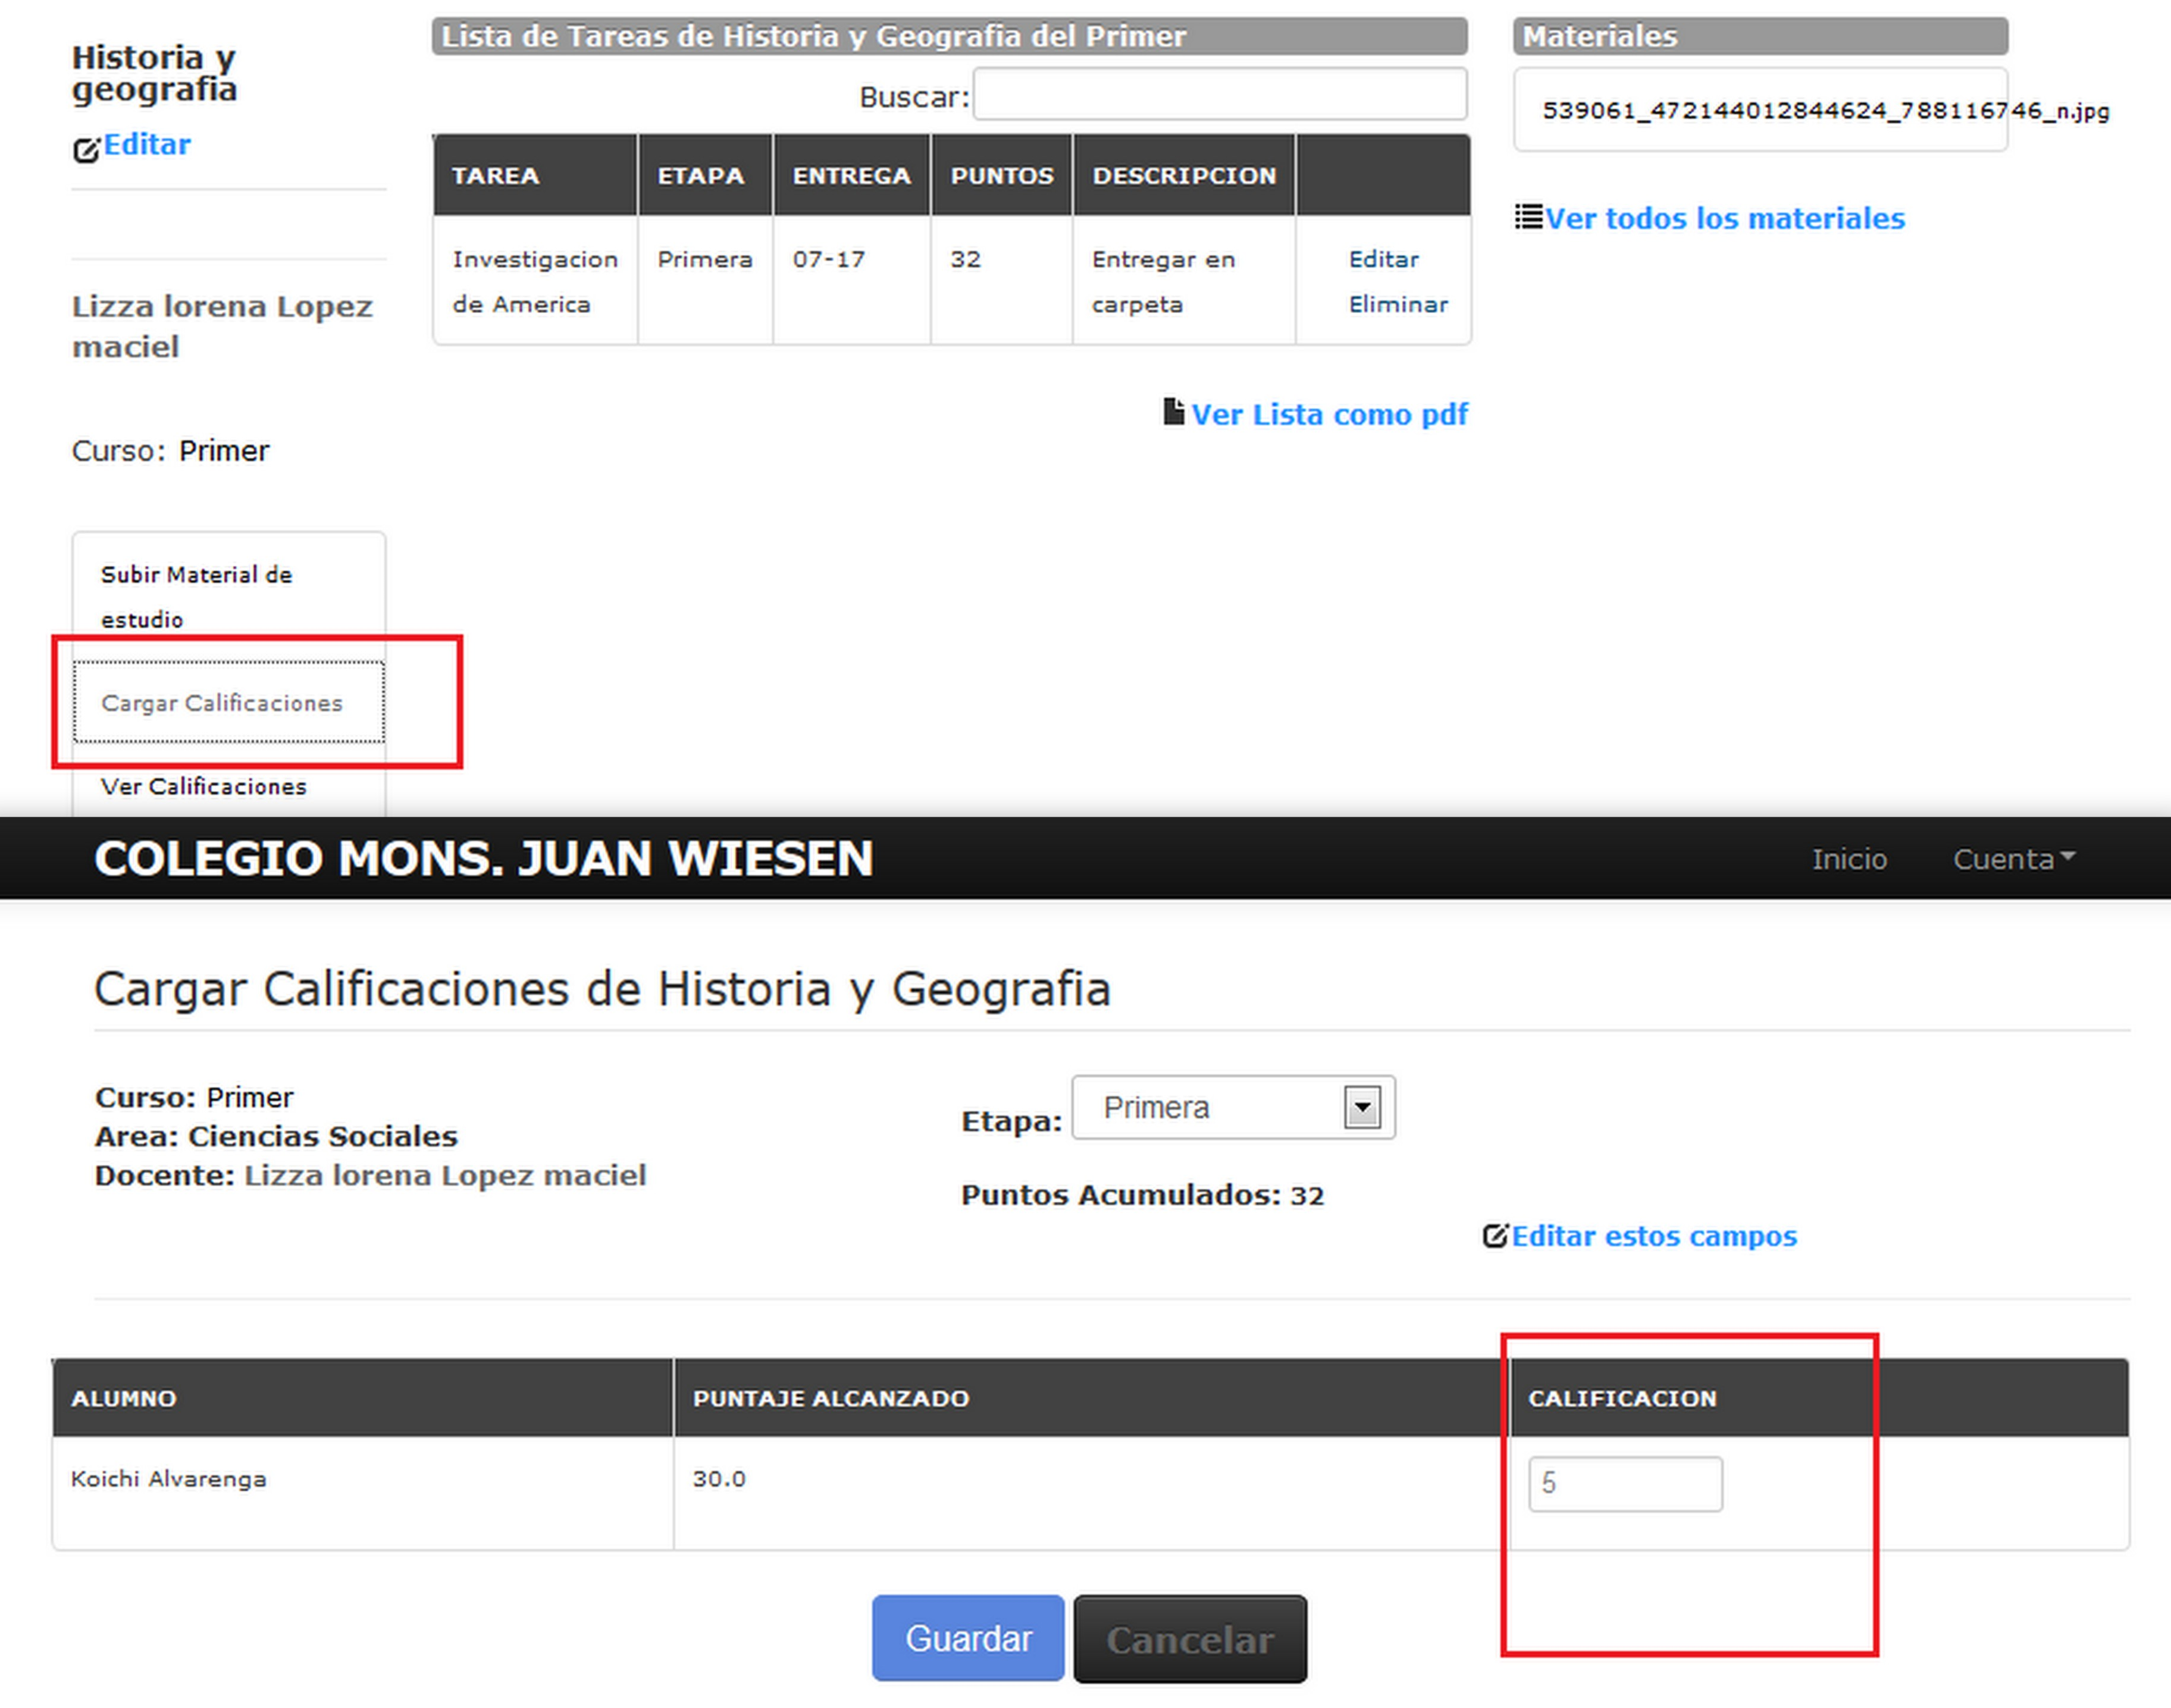 Historia y
geografia
Editar
Lizza lorena Lopez
maciel
Curso: Primer
Subir Material de
estudio
Cargar Calificaciones
Ver Calificaciones
Lista de Tareas de Historia y Geografia del Primer
Buscar:
TAREA ETAPA ENTREGA PUNTOS DESCRIPCION
Investigacion de America Primera 07-17 32 Entregar en carpeta Editar Eliminar
Ver Lista como pdf
Materiales
539061_472144012844624_788116746_n.jpg
Ver todos los materiales
COLEGIO MONS. JUAN WIESEN Inicio Cuenta
Cargar Calificaciones de Historia y Geografia
Curso: Primer
Area: Ciencias Sociales
Docente: Lizza lorena Lopez maciel
Etapa: Primera
Puntos Acumulados: 32
Editar estos campos
ALUMNO PUNTAJE ALCANZADO CALIFICACION
Koichi Alvarenga 30.0 5
Guardar Cancelar